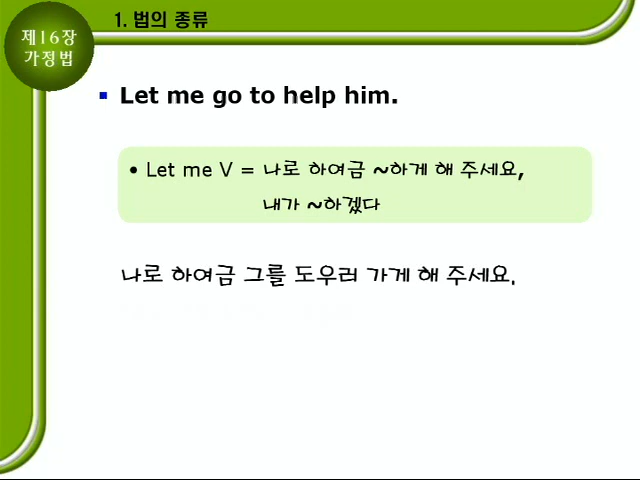 제16장
가정법
1. 법의 종류
▪ Let me go to help him.
• Let me V = 나로 하여금 ~하게 해 주세요,
내가 ~하겠다
나로 하여금 그를 도우러 가게 해 주세요.